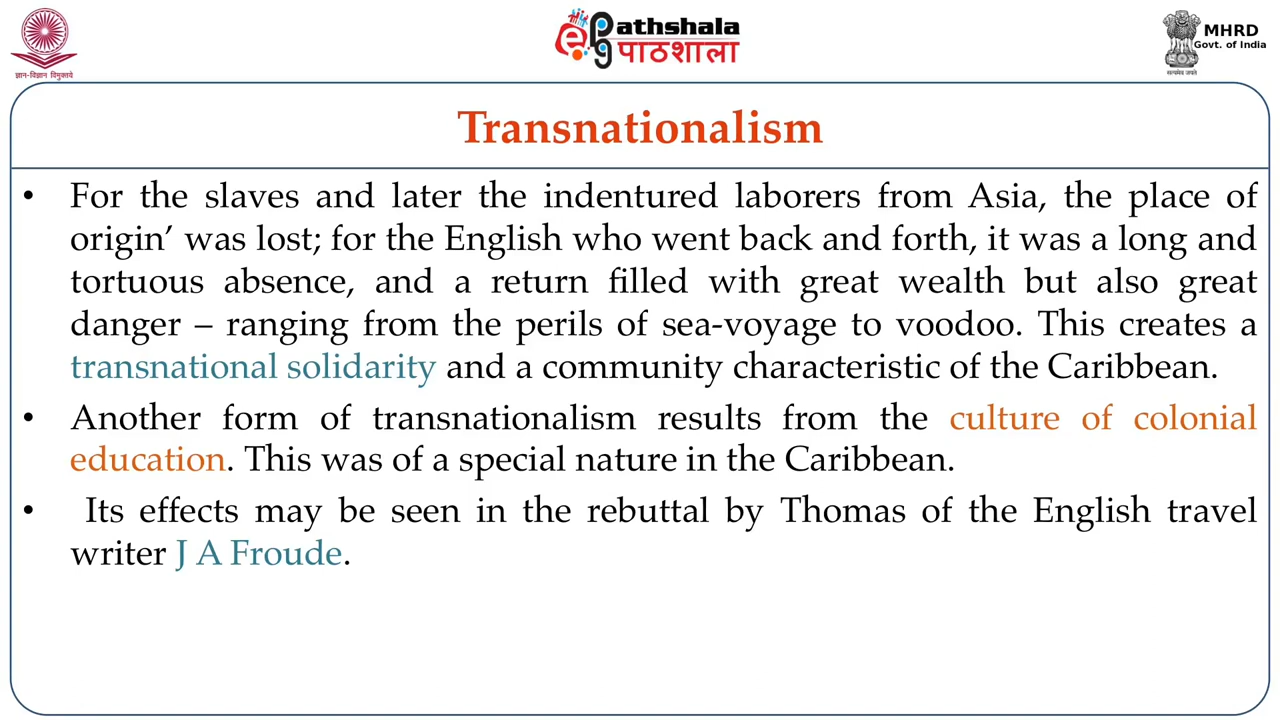 ज्ञान-विज्ञान विमुक्तये
ePathshala
पाठशाला
MHRD
Govt. of India
सत्यमेव जयते
Transnationalism
• For the slaves and later the indentured laborers from Asia, the place of
origin’ was lost; for the English who went back and forth, it was a long and
tortuous absence, and a return filled with great wealth but also great
danger – ranging from the perils of sea-voyage to voodoo. This creates a
transnational solidarity and a community characteristic of the Caribbean.
• Another form of transnationalism results from the culture of colonial
education. This was of a special nature in the Caribbean.
• Its effects may be seen in the rebuttal by Thomas of the English travel
writer J A Froude.